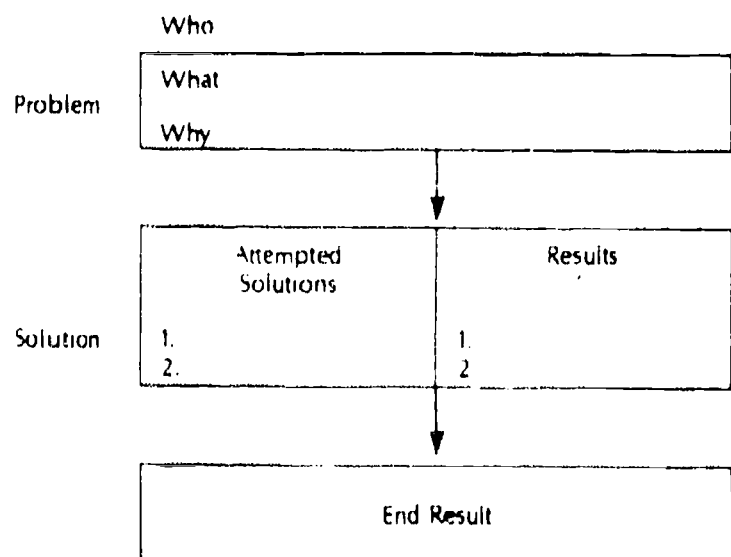 Who
Problem
What
Why
Attempted
Solutions
Results
Solution
1.
2.
1.
2
End Result